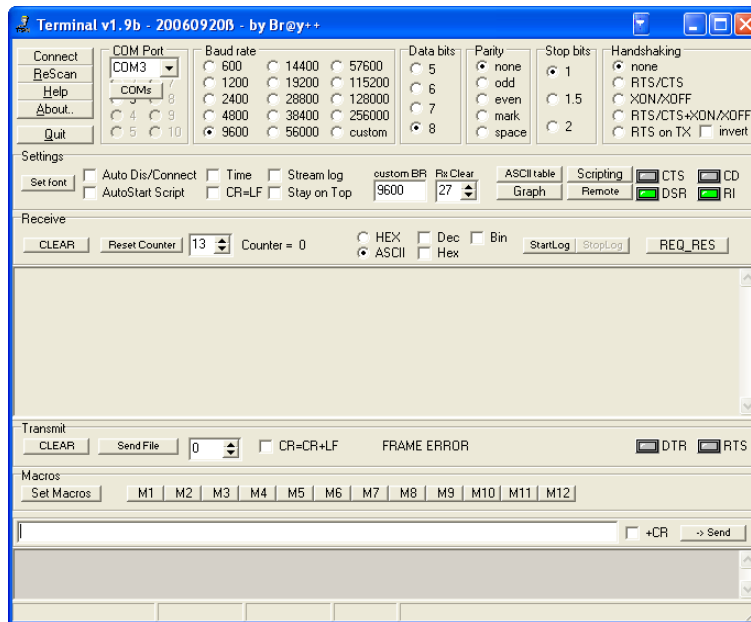 Terminal v1.9b - 20060920ß - by Br@y++
Connect
ReScan
Help
About..
Quit
COM Port
COM3
COMs
3 8
4 9
5 10
Baud rate
600 14400 57600
1200 19200 115200
2400 28800 128000
4800 38400 256000
9600 56000 custom
Data bits
5
6
7
8
Parity
none
odd
even
mark
space
Stop bits
1
1.5
2
Handshaking
none
RTS/CTS
XON/XOFF
RTS/CTS+XON/XOFF
RTS on TX invert
Settings
Set font
Auto Dis/Connect Time Stream log
AutoStart Script CR=LF Stay on Top
custom BR Rx Clear
9600 27
ASCII table Scripting
Graph Remote
CTS CD
DSR RI
Receive
CLEAR Reset Counter 13 Counter = 0
HEX Dec Bin
ASCII Hex
StartLog StopLog REQ_RES
Transmit
CLEAR Send File 0 CR=CR+LF FRAME ERROR DTR RTS
Macros
Set Macros M1 M2 M3 M4 M5 M6 M7 M8 M9 M10 M11 M12
+CR -> Send